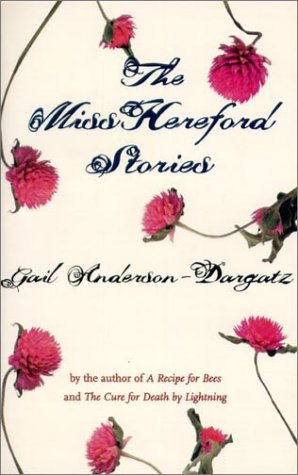 The
Miss Hereford
Stories
Gail Anderson-Dargatz
by the author of A Recipe for Bees
and The Cure for Death by Lightning